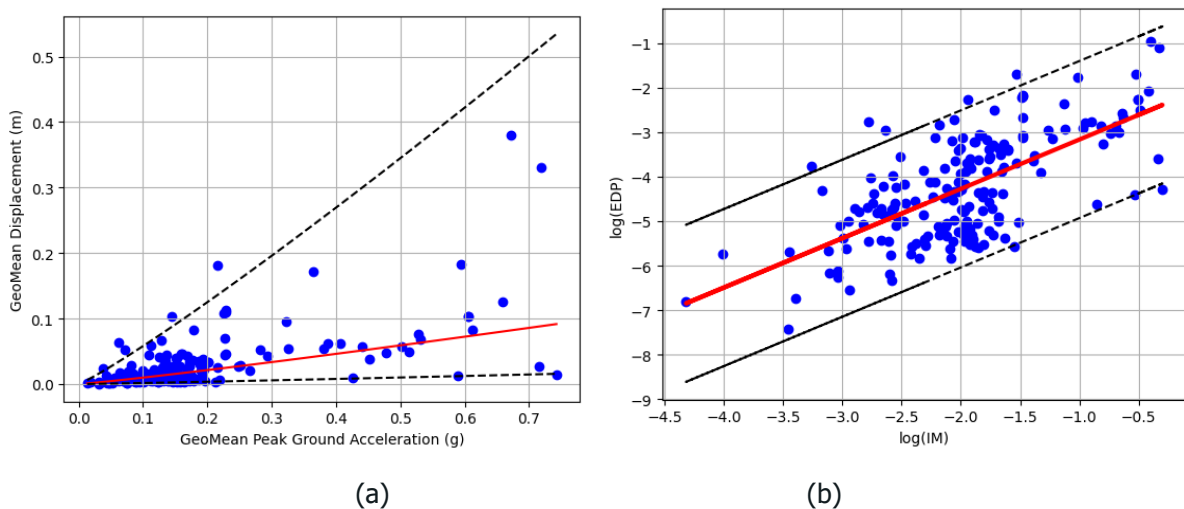 GeoMean Displacement (m)
0.5
0.4
0.3
0.2
0.1
0.0
0.0 0.1 0.2 0.3 0.4 0.5 0.6 0.7
GeoMean Peak Ground Acceleration (g)
(a)
log(EDP)
−1
−2
−3
−4
−5
−6
−7
−8
−9
−4.5 −4.0 −3.5 −3.0 −2.5 −2.0 −1.5 −1.0 −0.5
log(IM)
(b)